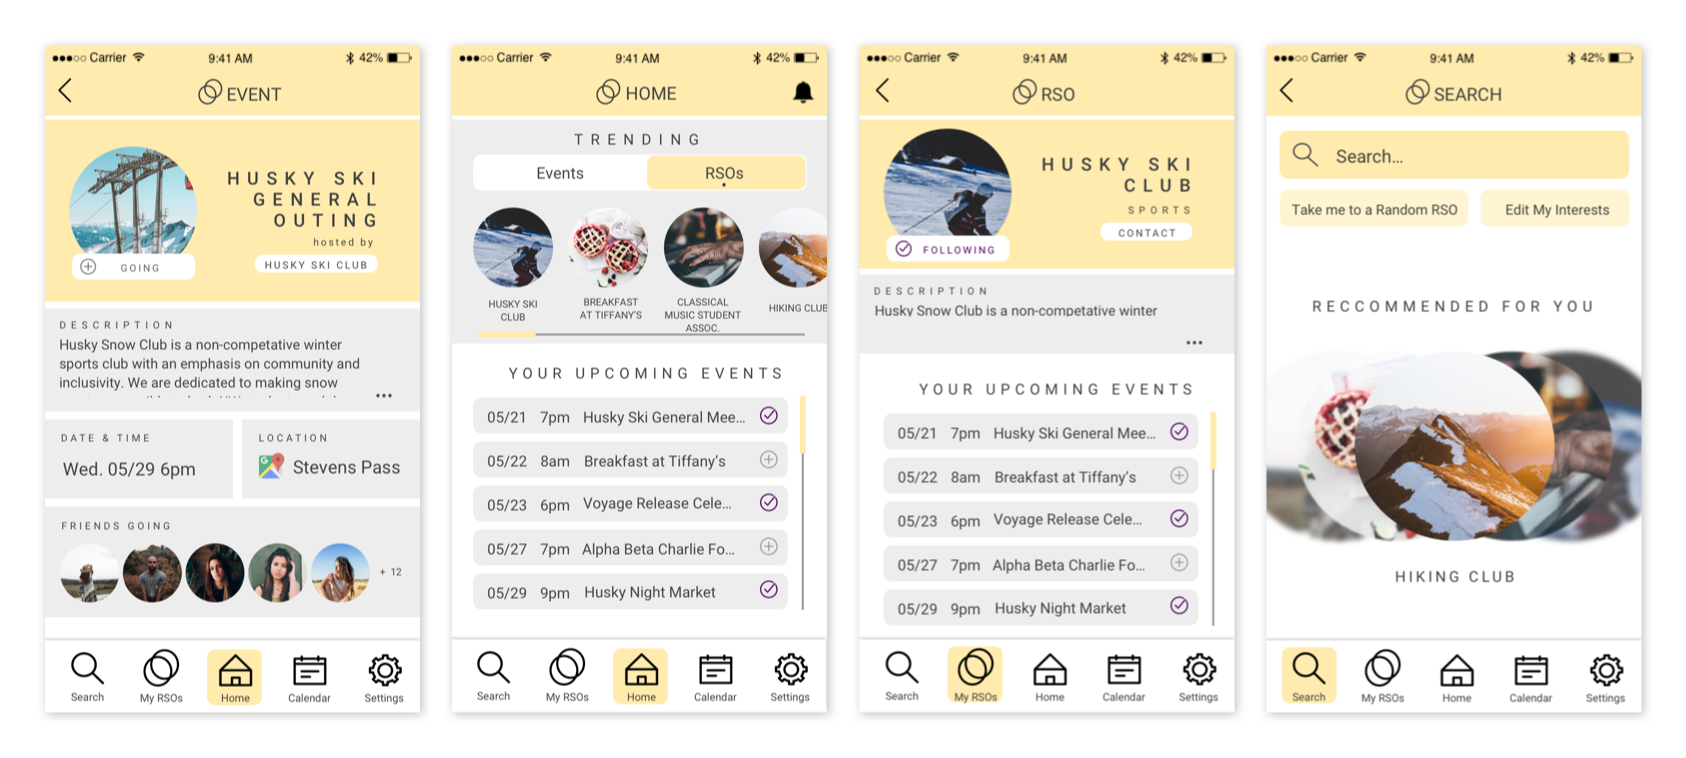 Carrier 9:41 AM 42%
EVENT
HUSKY SKI
GENERAL
OUTING
hosted by
HUSKY SKI CLUB
GOING
DESCRIPTION
Husky Snow Club is a non-competative winter
sports club with an emphasis on community and
inclusivity. We are dedicated to making snow
...
DATE & TIME
Wed. 05/29 6pm
LOCATION
Stevens Pass
FRIENDS GOING
+ 12
Search My RSOs Home Calendar Settings
Carrier 9:41 AM 42%
HOME
TRENDING
Events RSOs
HUSKY SKI
CLUB
BREAKFAST
AT TIFFANY'S
CLASSICAL
MUSIC STUDENT
ASSOC.
HIKING CLUB
YOUR UPCOMING EVENTS
05/21 7pm Husky Ski General Mee...
05/22 8am Breakfast at Tiffany's
05/23 6pm Voyage Release Cele...
05/27 7pm Alpha Beta Charlie Fo...
05/29 9pm Husky Night Market
Search My RSOs Home Calendar Settings
Carrier 9:41 AM 42%
RSO
HUSKY SKI
CLUB
SPORTS
CONTACT
FOLLOWING
DESCRIPTION
Husky Snow Club is a non-competative winter
...
YOUR UPCOMING EVENTS
05/21 7pm Husky Ski General Mee...
05/22 8am Breakfast at Tiffany's
05/23 6pm Voyage Release Cele...
05/27 7pm Alpha Beta Charlie Fo...
05/29 9pm Husky Night Market
Search My RSOs Home Calendar Settings
Carrier 9:41 AM 42%
SEARCH
Search...
Take me to a Random RSO
Edit My Interests
RECCOMMENDED FOR YOU
HIKING CLUB
Search My RSOs Home Calendar Settings